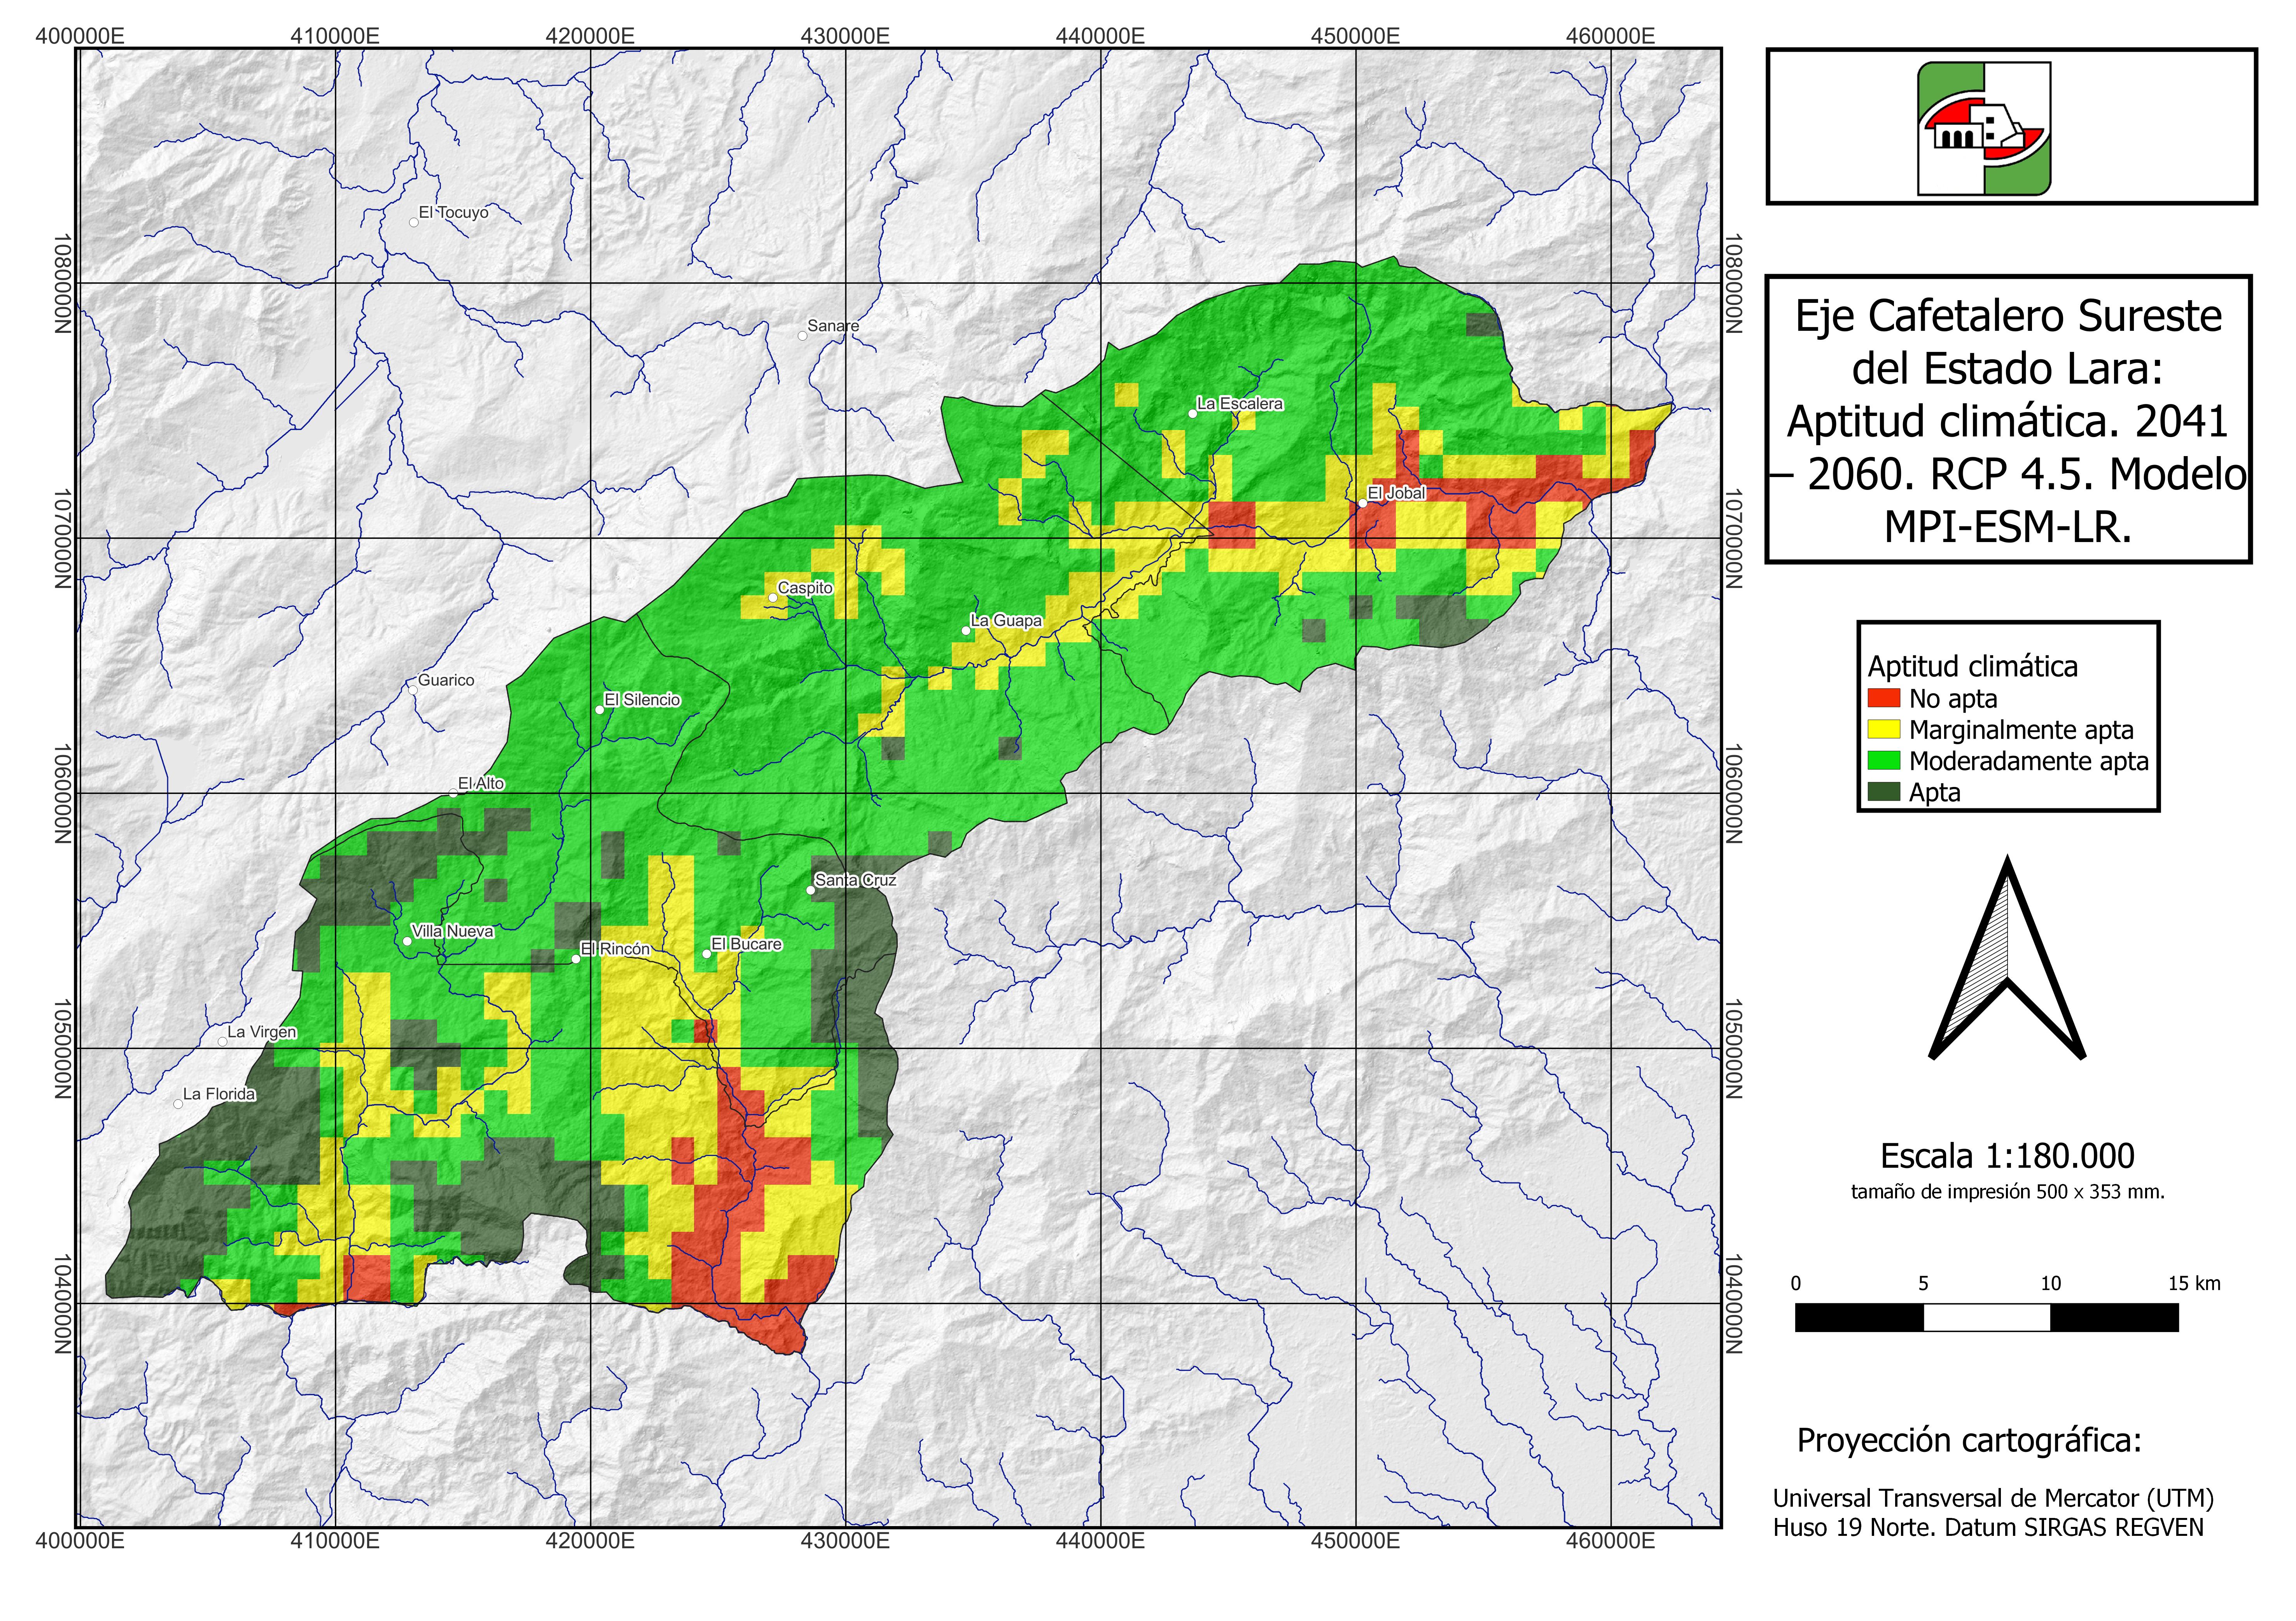 400000E 410000E 420000E 430000E 440000E 450000E 460000E
1080000N 1080000N
1070000N 1070000N
1060000N 1060000N
1050000N 1050000N
1040000N 1040000N
El Tocuyo
Sanare
La Escalera
El Jobal
Caspito
La Guapa
Guarico
El Silencio
El Alto
Santa Cruz
Villa Nueva
El Rincón
El Bucare
La Virgen
La Florida
400000E 410000E 420000E 430000E 440000E 450000E 460000E
Eje Cafetalero Sureste
del Estado Lara:
Aptitud climática. 2041
– 2060. RCP 4.5. Modelo
MPI-ESM-LR.
Aptitud climática
No apta
Marginalmente apta
Moderadamente apta
Apta
Escala 1:180.000
tamaño de impresión 500 x 353 mm.
0 5 10 15 km
Proyección cartográfica:
Universal Transversal de Mercator (UTM)
Huso 19 Norte. Datum SIRGAS REGVEN